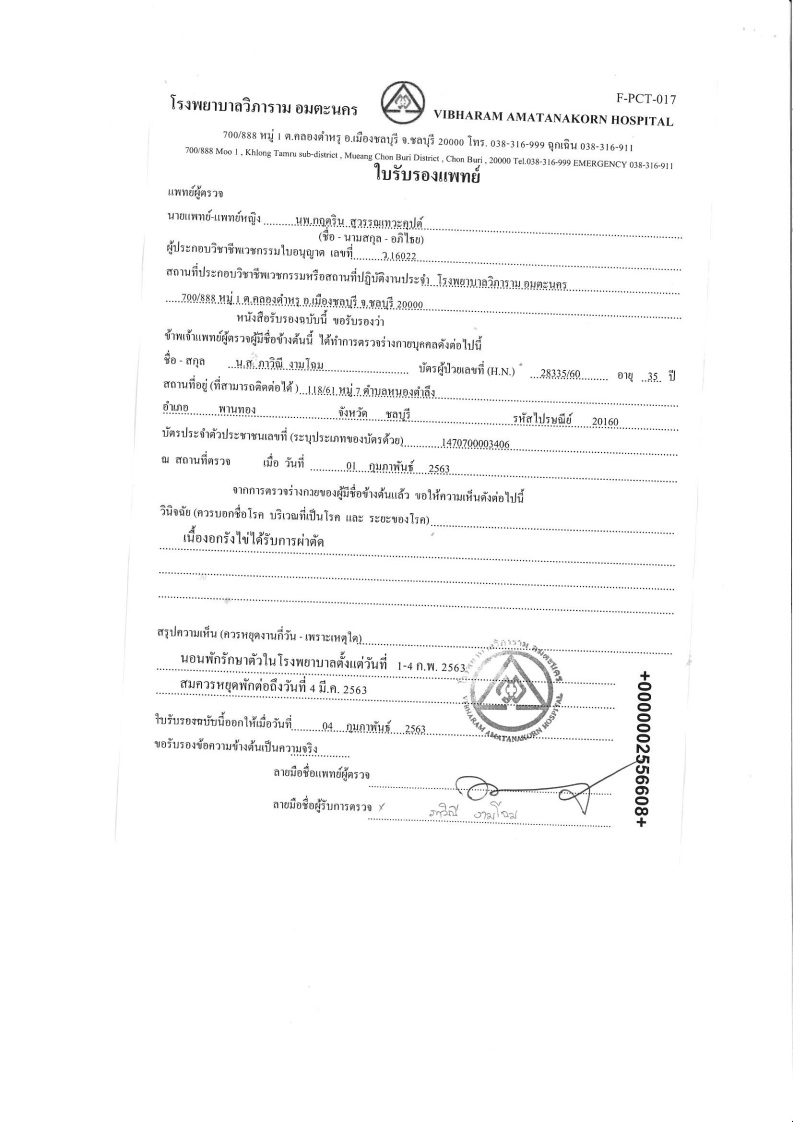 F-PCT-017
โรงพยาบาลวิภาราม อมตะนคร
VIBHARAM AMATANAKORN HOSPITAL
700/888 หมู่ 1 ต.คลองตำหรุ อ.เมืองชลบุรี จ.ชลบุรี 20000 โทร. 038-316-999 ฉุกเฉิน 038-316-911
700/888 Moo 1 , Khlong Tamru sub-district , Mueang Chon Buri District , Chon Buri , 20000 Tel.038-316-999 EMERGENCY 038-316-911
ใบรับรองแพทย์
แพทย์ผู้ตรวจ
นายแพทย์-แพทย์หญิง นพ.กฤตริน สุวรรณเทวะคุปต์
(ชื่อ - นามสกุล - อภิไธย)
ผู้ประกอบวิชาชีพเวชกรรมใบอนุญาต เลขที่ ว.16022
สถานที่ประกอบวิชาชีพเวชกรรมหรือสถานที่ปฏิบัติงานประจำ โรงพยาบาลวิภาราม อมตะนคร
700/888 หมู่ 1 ต.คลองตำหรุ อ.เมืองชลบุรี จ.ชลบุรี 20000
หนังสือรับรองฉบับนี้ ขอรับรองว่า
ข้าพเจ้าแพทย์ผู้ตรวจผู้มีชื่อข้างต้นนี้ ได้ทำการตรวจร่างกายบุคคลดังต่อไปนี้
ชื่อ - สกุล น.ส. ภาวิณี งามโฉม บัตรผู้ป่วยเลขที่ (H.N.) 28335/60 อายุ 35 ปี
สถานที่อยู่ (ที่สามารถติดต่อได้ ) 118/61 หมู่ 7 ตำบลหนองตำลึง
อำเภอ พานทอง จังหวัด ชลบุรี รหัสไปรษณีย์ 20160
บัตรประจำตัวประชาชนเลขที่ (ระบุประเภทของบัตรด้วย) 1470700003406
ณ สถานที่ตรวจ เมื่อ วันที่ 01 กุมภาพันธ์ 2563
จากการตรวจร่างกายของผู้มีชื่อข้างต้นแล้ว ขอให้ความเห็นดังต่อไปนี้
วินิจฉัย (ควรบอกชื่อโรค บริเวณที่เป็นโรค และ ระยะของโรค)
เนื้องอกรังไข่ได้รับการผ่าตัด
สรุปความเห็น (ควรหยุดงานกี่วัน - เพราะเหตุใด)
นอนพักรักษาตัวในโรงพยาบาลตั้งแต่วันที่ 1-4 ก.พ. 2563
สมควรหยุดพักต่อถึงวันที่ 4 มี.ค. 2563
VIBHARAM AMATANAKORN HOSPITAL
ใบรับรองฉบับนี้ออกให้เมื่อวันที่ 04 กุมภาพันธ์ 2563
ขอรับรองข้อความข้างต้นเป็นความจริง
ลายมือชื่อแพทย์ผู้ตรวจ
ลายมือชื่อผู้รับการตรวจ x ภาวิณี งามโฉม
+0000002556608+